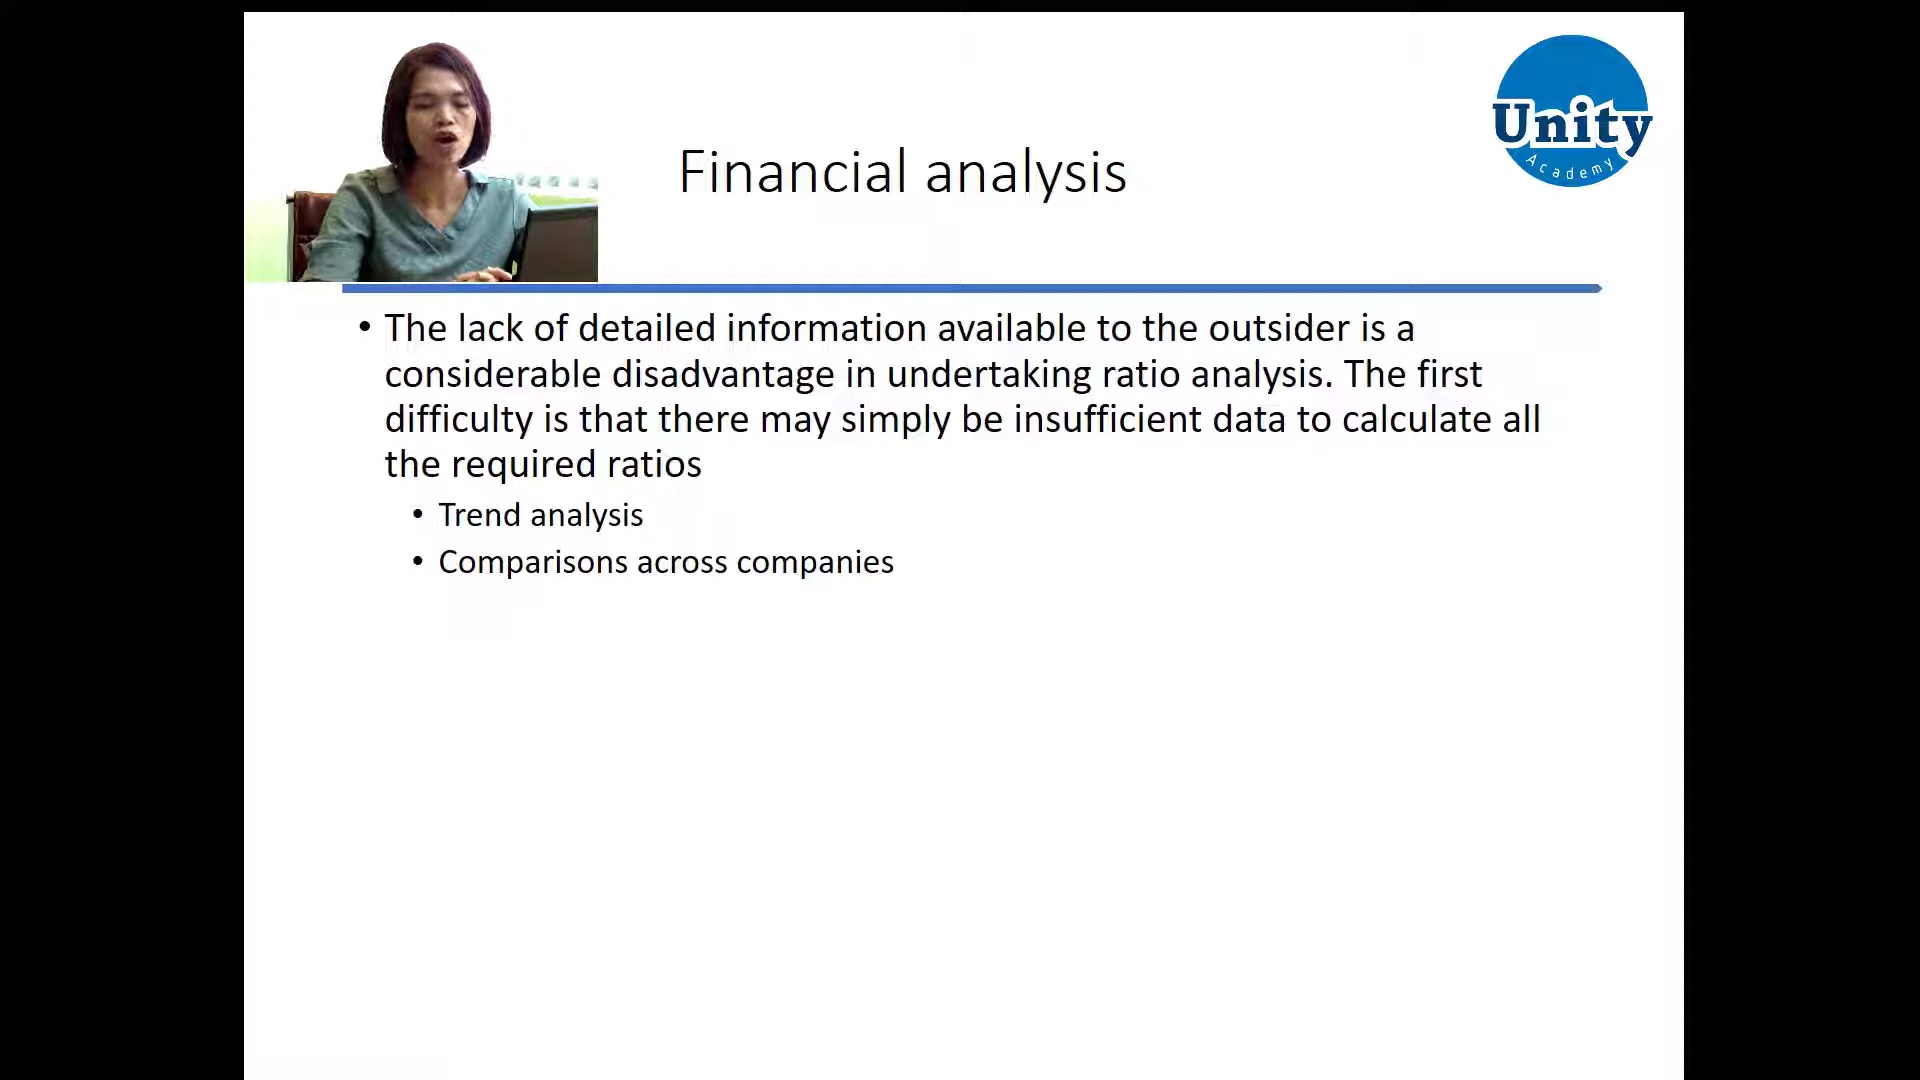 Unity
Academy
Financial analysis
• The lack of detailed information available to the outsider is a
considerable disadvantage in undertaking ratio analysis. The first
difficulty is that there may simply be insufficient data to calculate all
the required ratios
• Trend analysis
• Comparisons across companies